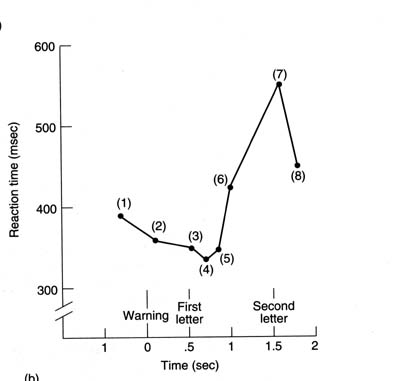 )
600
(7)
500
Reaction time (msec)
(8)
(6)
(1)
400
(2)
(3)
(5)
(4)
300
Warning
First
letter
Second
letter
1 0 .5 1 1.5 2
Time (sec)
(b)